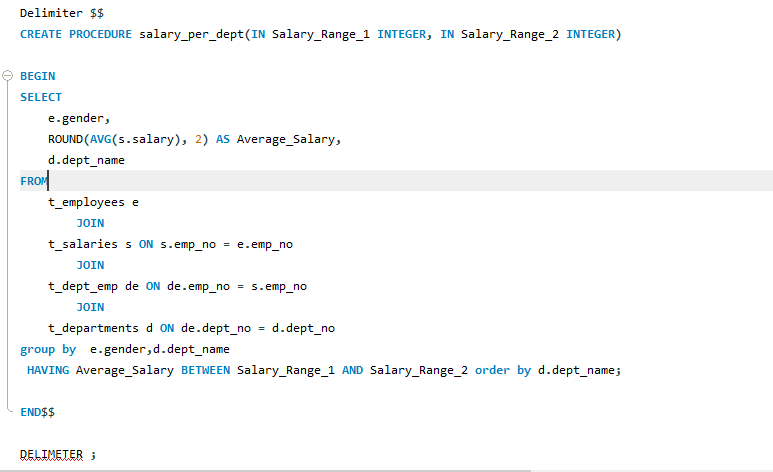 Delimiter $$
CREATE PROCEDURE salary_per_dept(IN Salary_Range_1 INTEGER, IN Salary_Range_2 INTEGER)
BEGIN
SELECT
e.gender,
ROUND(AVG(s.salary), 2) AS Average_Salary,
d.dept_name
FROM
t_employees e
JOIN
t_salaries s ON s.emp_no = e.emp_no
JOIN
t_dept_emp de ON de.emp_no = s.emp_no
JOIN
t_departments d ON de.dept_no = d.dept_no
group by  e.gender,d.dept_name
HAVING Average_Salary BETWEEN Salary_Range_1 AND Salary_Range_2 order by d.dept_name;
END$$
DELIMETER ;